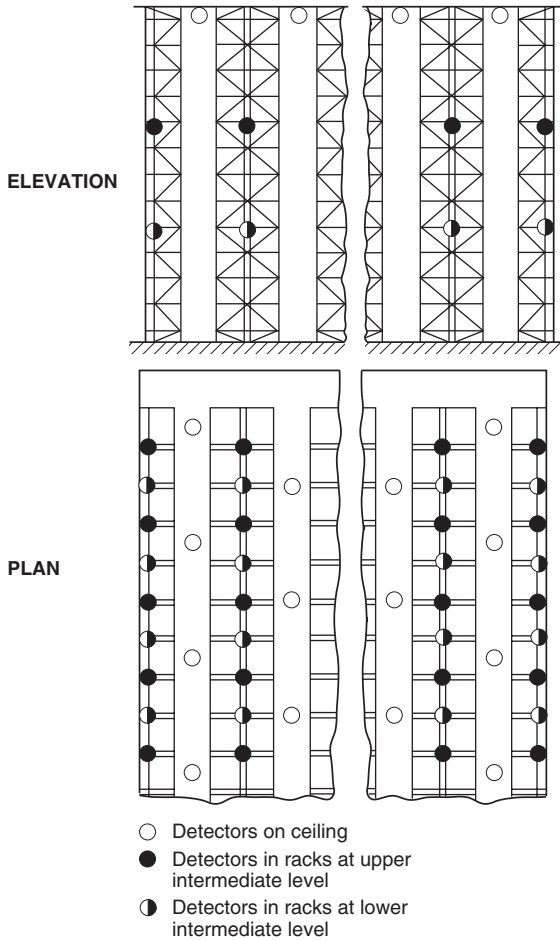 ELEVATION
PLAN
Detectors on ceiling
Detectors in racks at upper
intermediate level
Detectors in racks at lower
intermediate level